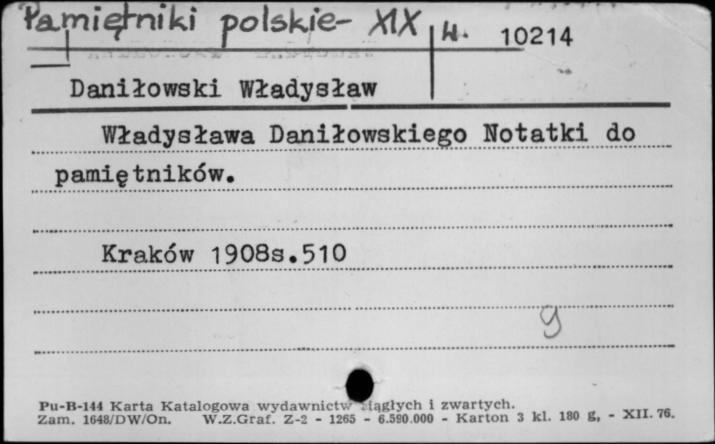 Pamiętniki polskie- XIX w. 10214
Daniłowski Władysław
Władysława Daniłowskiego Notatki do
pamiętników.
Kraków 1908s.510
g
Pu-B-144 Karta Katalogowa wydawnictw ciągłych i zwartych.
Zam. 1648/DW/On. W.Z.Graf. Z-2 - 1265 - 6.590.000 - Karton 3 kl. 180 g, - XII. 76.